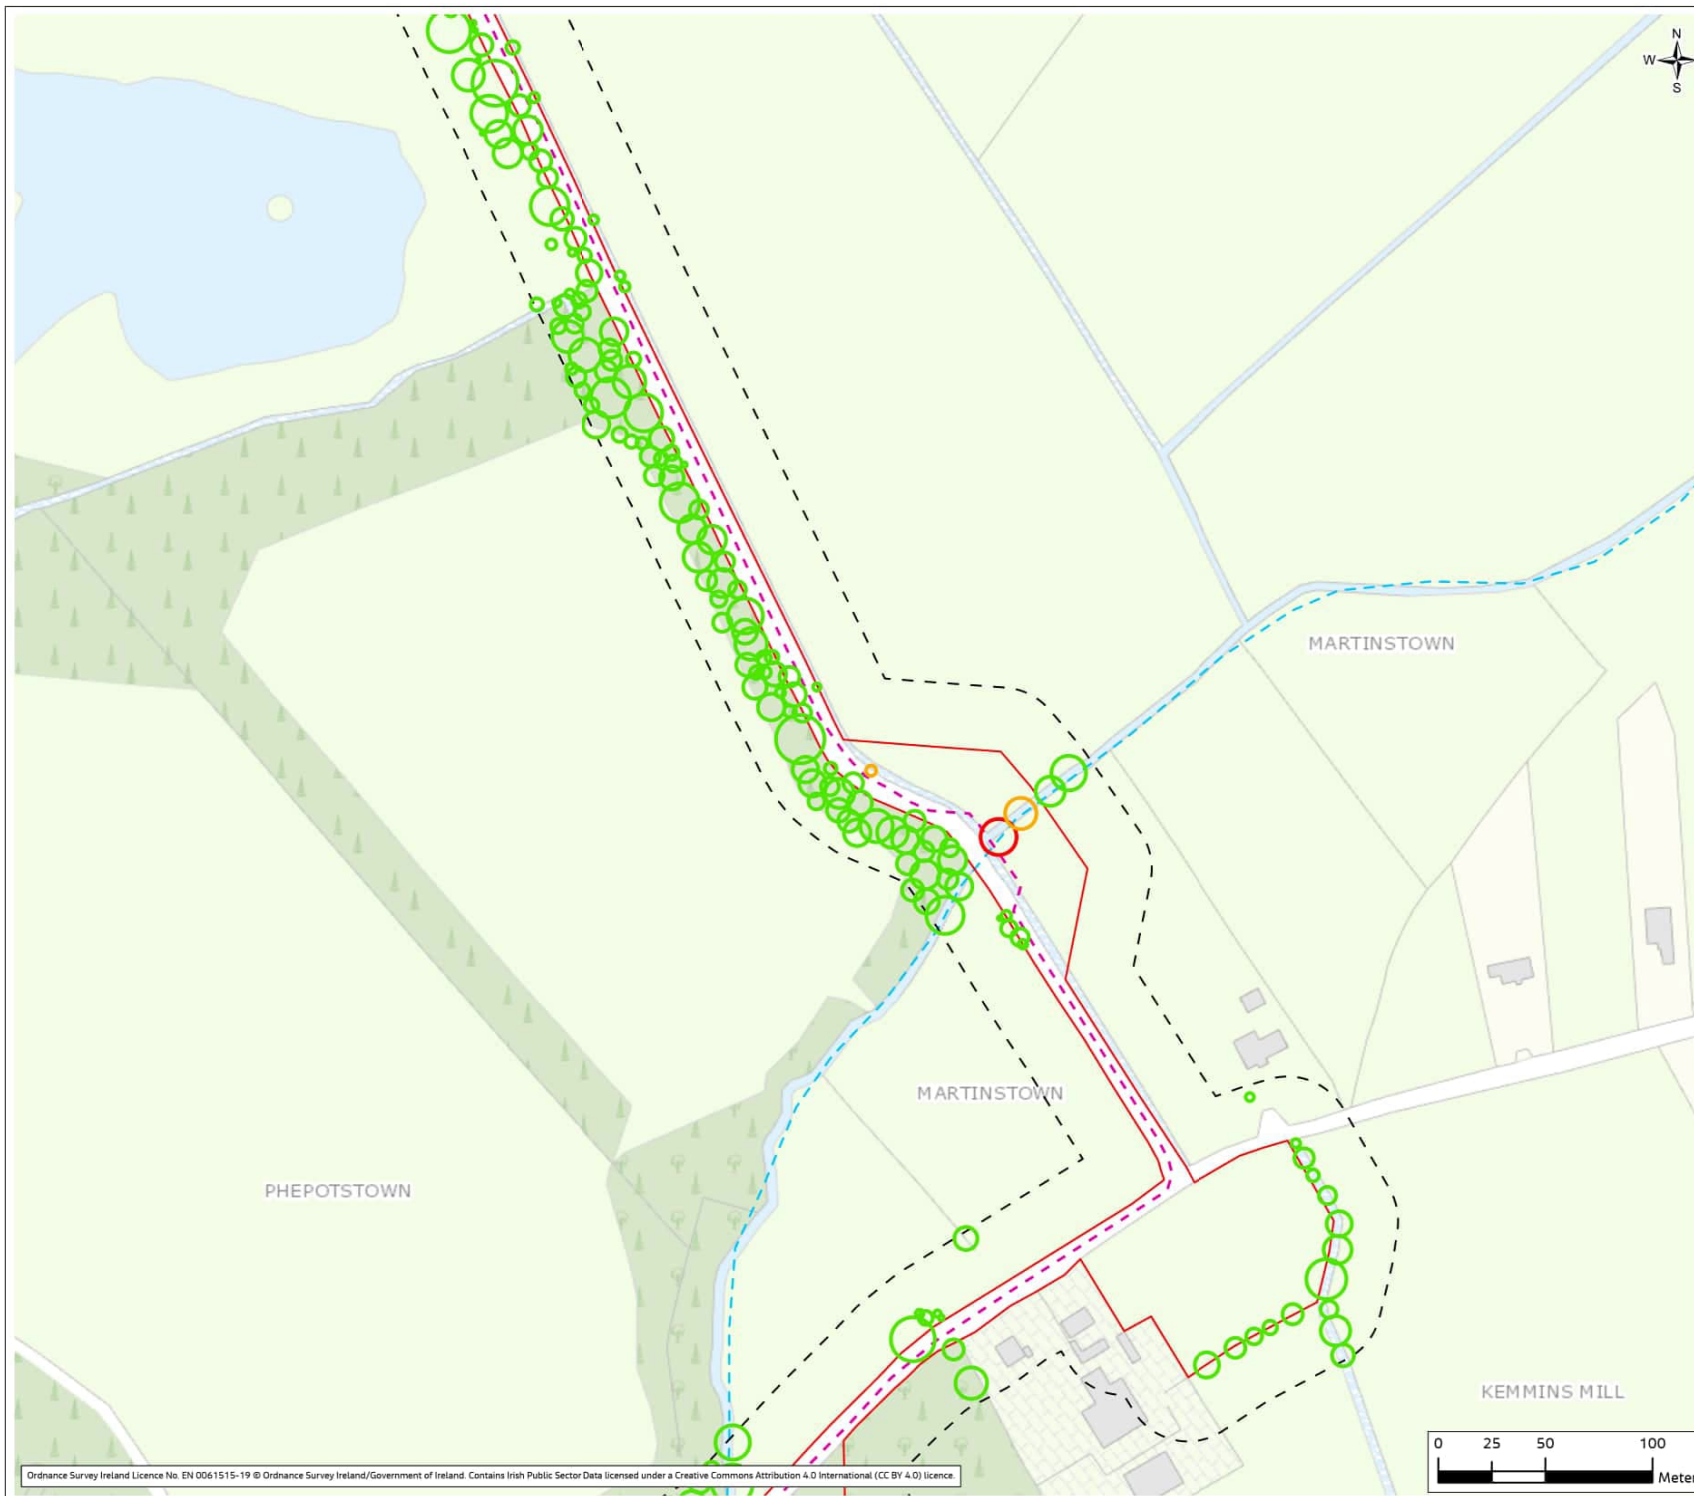 N
W
S
MARTINSTOWN
MARTINSTOWN
PHEPOTSTOWN
KEMMINS MILL
0 25 50 100
Meter
Ordnance Survey Ireland Licence No. EN 0061515-19 © Ordnance Survey Ireland/Government of Ireland. Contains Irish Public Sector Data licensed under a Creative Commons Attribution 4.0 International (CC BY 4.0) licence.